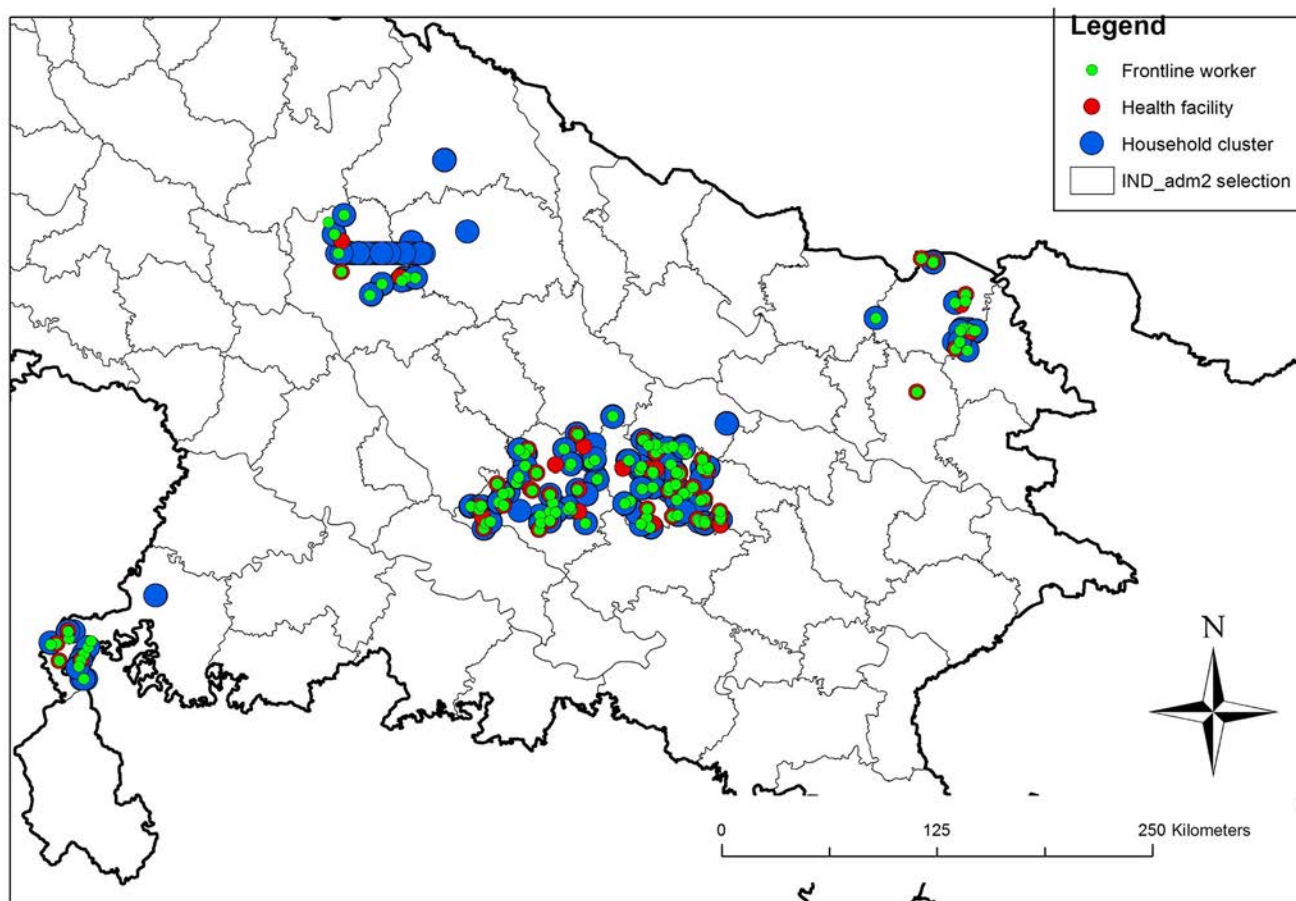 Legend
Frontline worker
Health facility
Household cluster
IND_adm2 selection
N
0 125 250 Kilometers